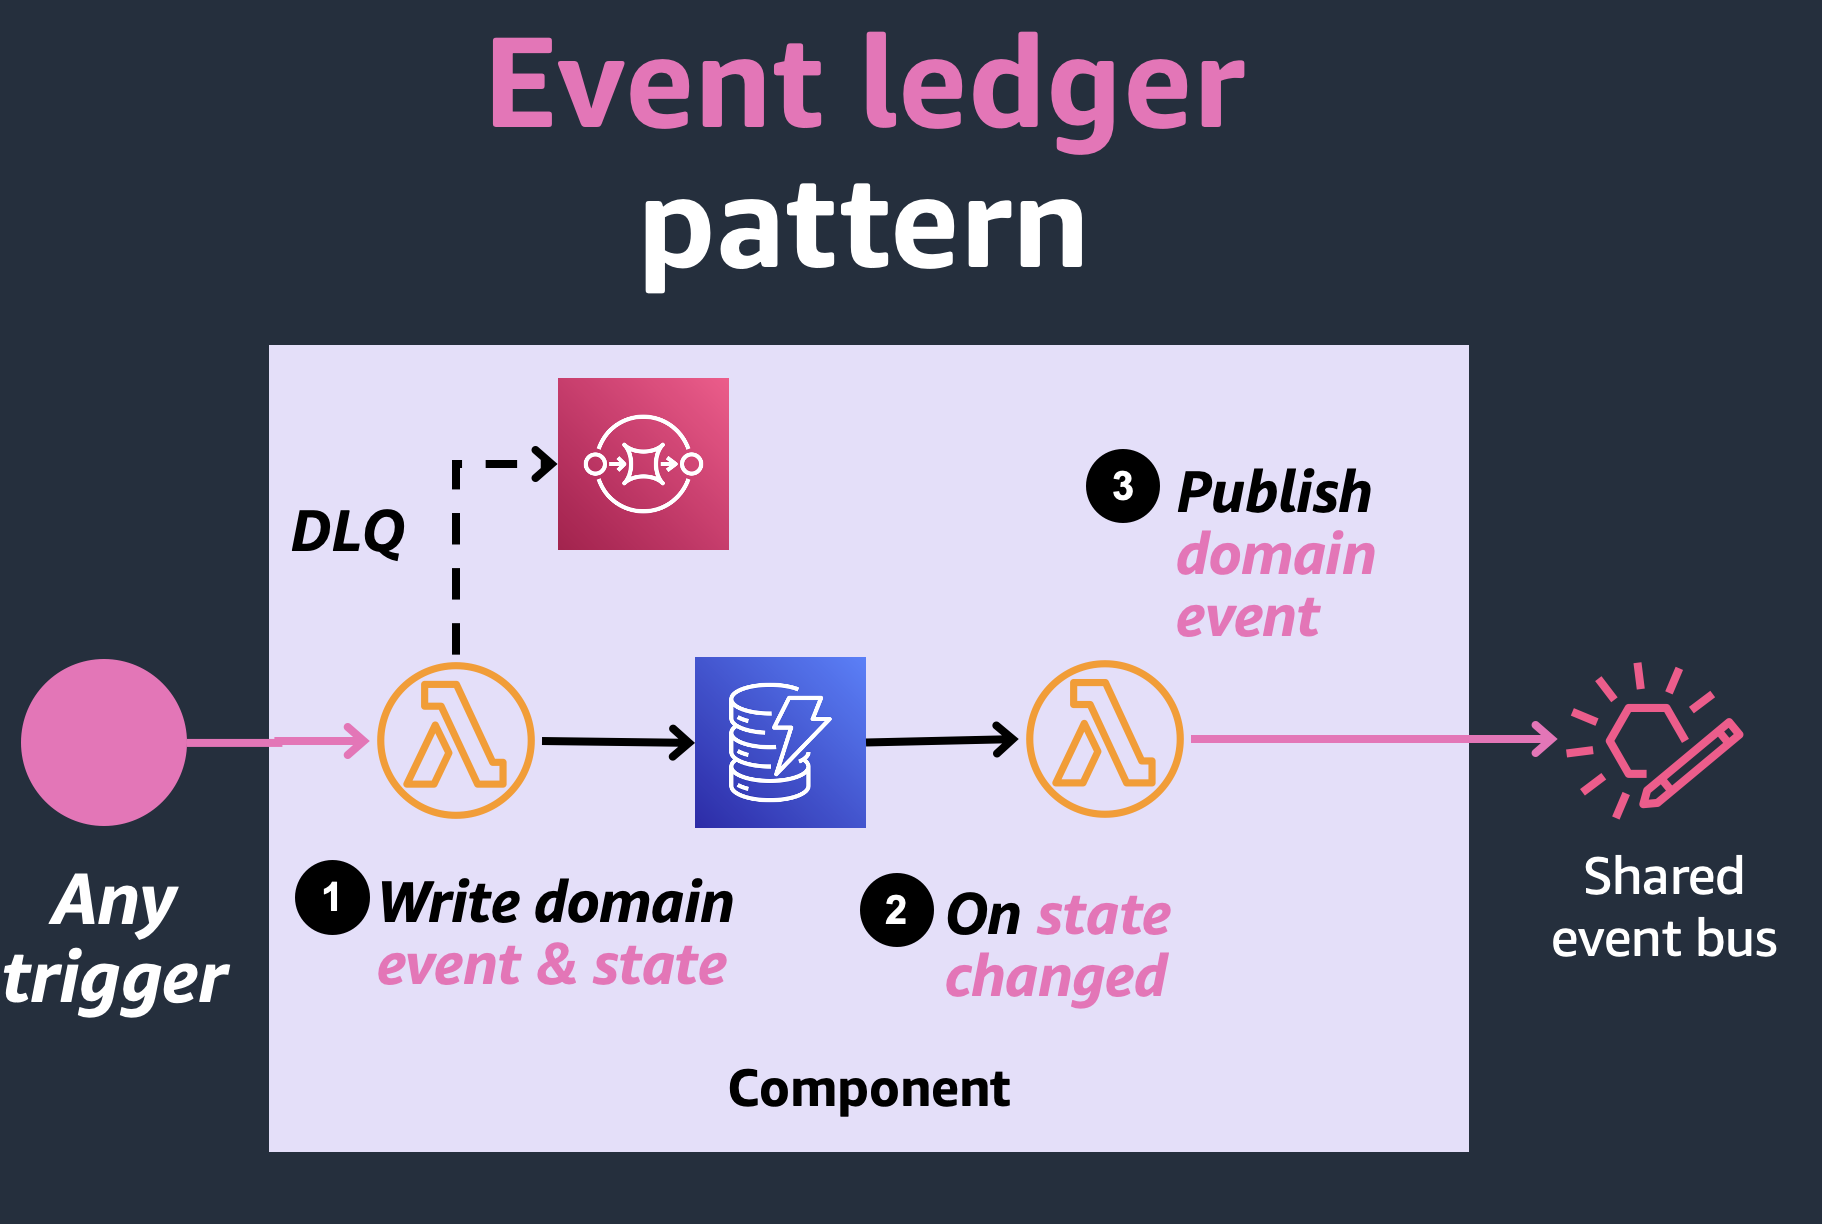 Event ledger
pattern
DLQ
3 Publish
domain
event
Any
trigger
1 Write domain
event & state
2 On state
changed
Shared
event bus
Component